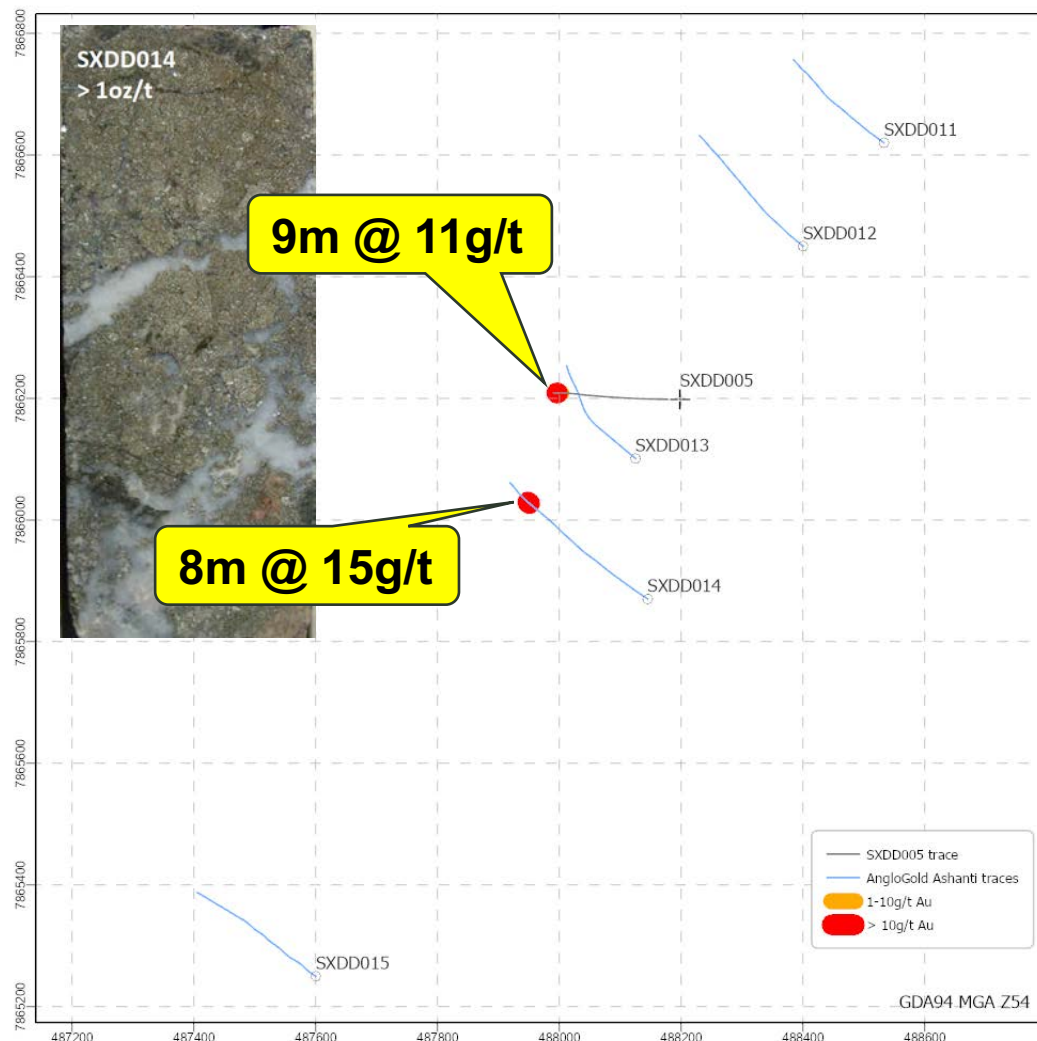 SXDD014
> 1oz/t
9m @ 11g/t
8m @ 15g/t
SXDD011
SXDD012
SXDD005
SXDD013
SXDD014
SXDD015
SXDD005 trace
AngloGold Ashanti traces
1-10g/t Au
> 10g/t Au
GDA94 MGA Z54
7866800
7866600
7866400
7866200
7866000
7865800
7865600
7865400
7865200
487200
487400
487600
487800
488000
488200
488400
488600